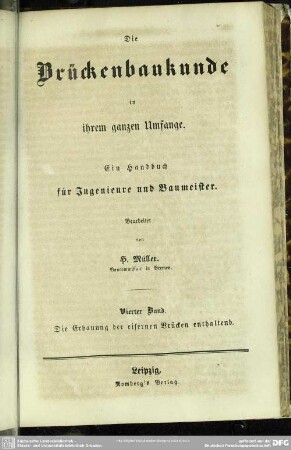 Die
Brückenbaukunde
in
ihrem ganzen Umfange.
Ein Handbuch
für Ingenieure und Baumeister.
Bearbeitet
von
H. Müller.
in
Vierter Band.
Die Erbauung der eisernen Brücken enthaltend.
Leipzig,
Romberg's Verlag.